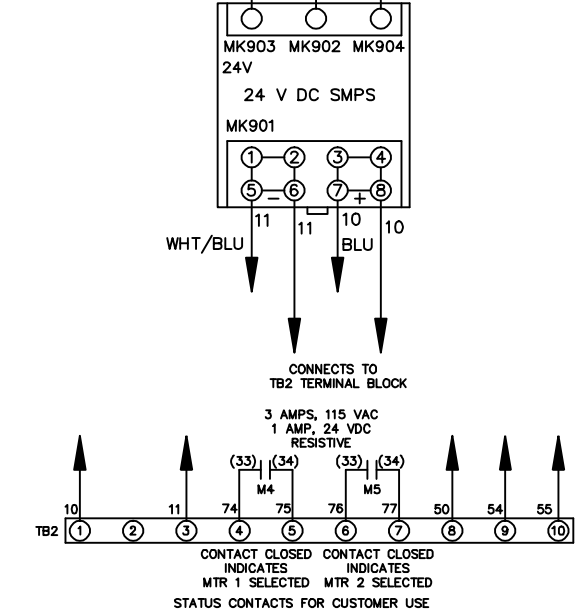 MK903 MK902 MK904
24V
24 V DC SMPS
MK901
1 2 3 4
5 - 6 7 + 8
11 11 10 10
WHT/BLU BLU
CONNECTS TO
TB2 TERMINAL BLOCK
3 AMPS, 115 VAC
1 AMP, 24 VDC
RESISTIVE
(33) (34) (33) (34)
M4 M5
10 11 74 75 76 77 50 54 55
TB2 1 2 3 4 5 6 7 8 9 10
CONTACT CLOSED CONTACT CLOSED
INDICATES INDICATES
MTR 1 SELECTED MTR 2 SELECTED
STATUS CONTACTS FOR CUSTOMER USE